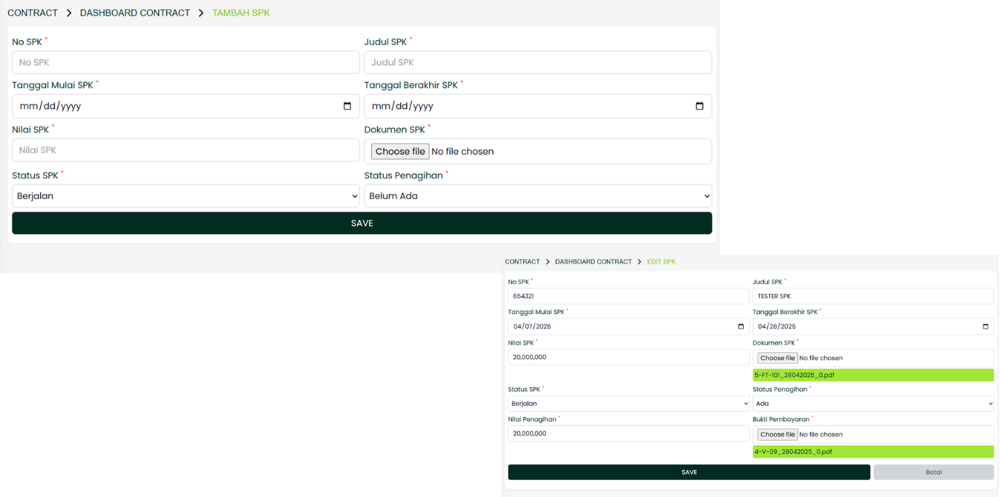 CONTRACT > DASHBOARD CONTRACT > TAMBAH SPK
No SPK * Judul SPK *
No SPK Judul SPK
Tanggal Mulai SPK * Tanggal Berakhir SPK *
mm/dd/yyyy mm/dd/yyyy
Nilai SPK * Dokumen SPK *
Nilai SPK Choose file No file chosen
Status SPK * Status Penagihan *
Berjalan Belum Ada
SAVE
CONTRACT > DASHBOARD CONTRACT > EDIT SPK
No SPK * Judul SPK *
654321 TESTER SPK
Tanggal Mulai SPK * Tanggal Berakhir SPK *
04/07/2025 04/28/2025
Nilai SPK * Dokumen SPK *
20,000,000 Choose file No file chosen
5-FT-101_28042025_0.pdf
Status SPK * Status Penagihan *
Berjalan Ada
Nilai Penagihan * Bukti Pembayaran *
20,000,000 Choose file No file chosen
4-V-09_28042025_0.pdf
SAVE Batal